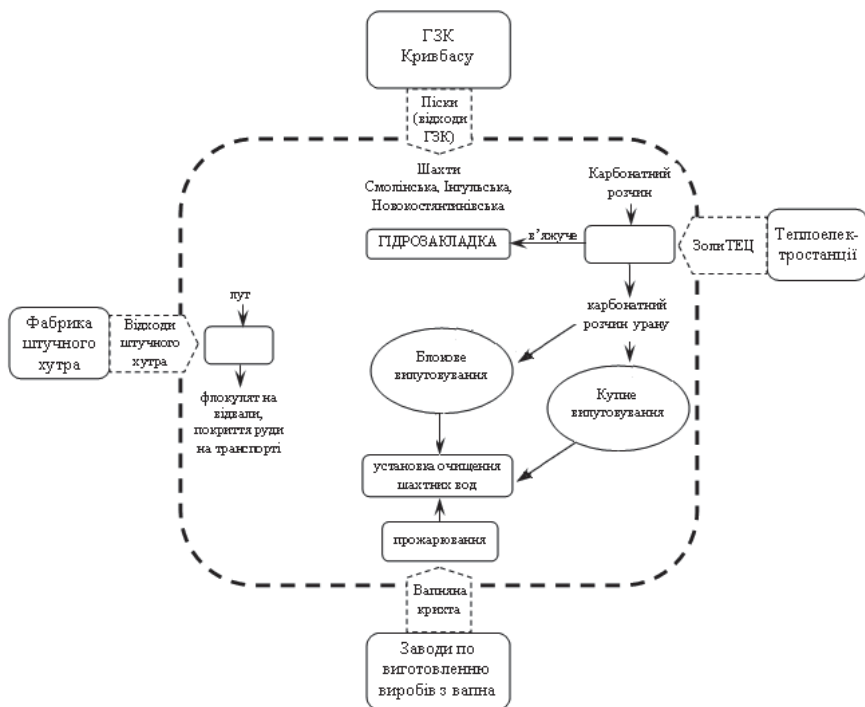 ГЗК
Кривбасу
Піски
(відходи
ГЗК)
Шахти
Смолінська, Інгульська,
Новокостянтинівська
Карбонатний
розчин
ГІДРОЗАКЛАДКА
в’яжуче
Золи ТЕЦ
Теплоелек-
тростанції
карбонатний
розчин урану
Фабрика
штучного
хутра
Відходи
штучного
хутра
луг
флокулят на
відвали,
покриття руди
на транспорті
Блокове
вилуговування
Купне
вилуговування
установка очищення
шахтних вод
прожарювання
Вапняна
крихта
Заводи по
виготовленню
виробів з вапна